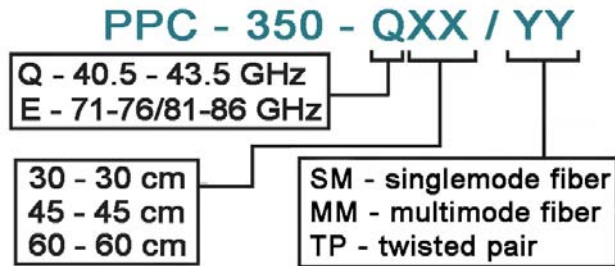 PPC - 350 - QXX / YY
Q - 40.5 - 43.5 GHz
E - 71-76/81-86 GHz
30 - 30 cm
45 - 45 cm
60 - 60 cm
SM - singlemode fiber
MM - multimode fiber
TP - twisted pair